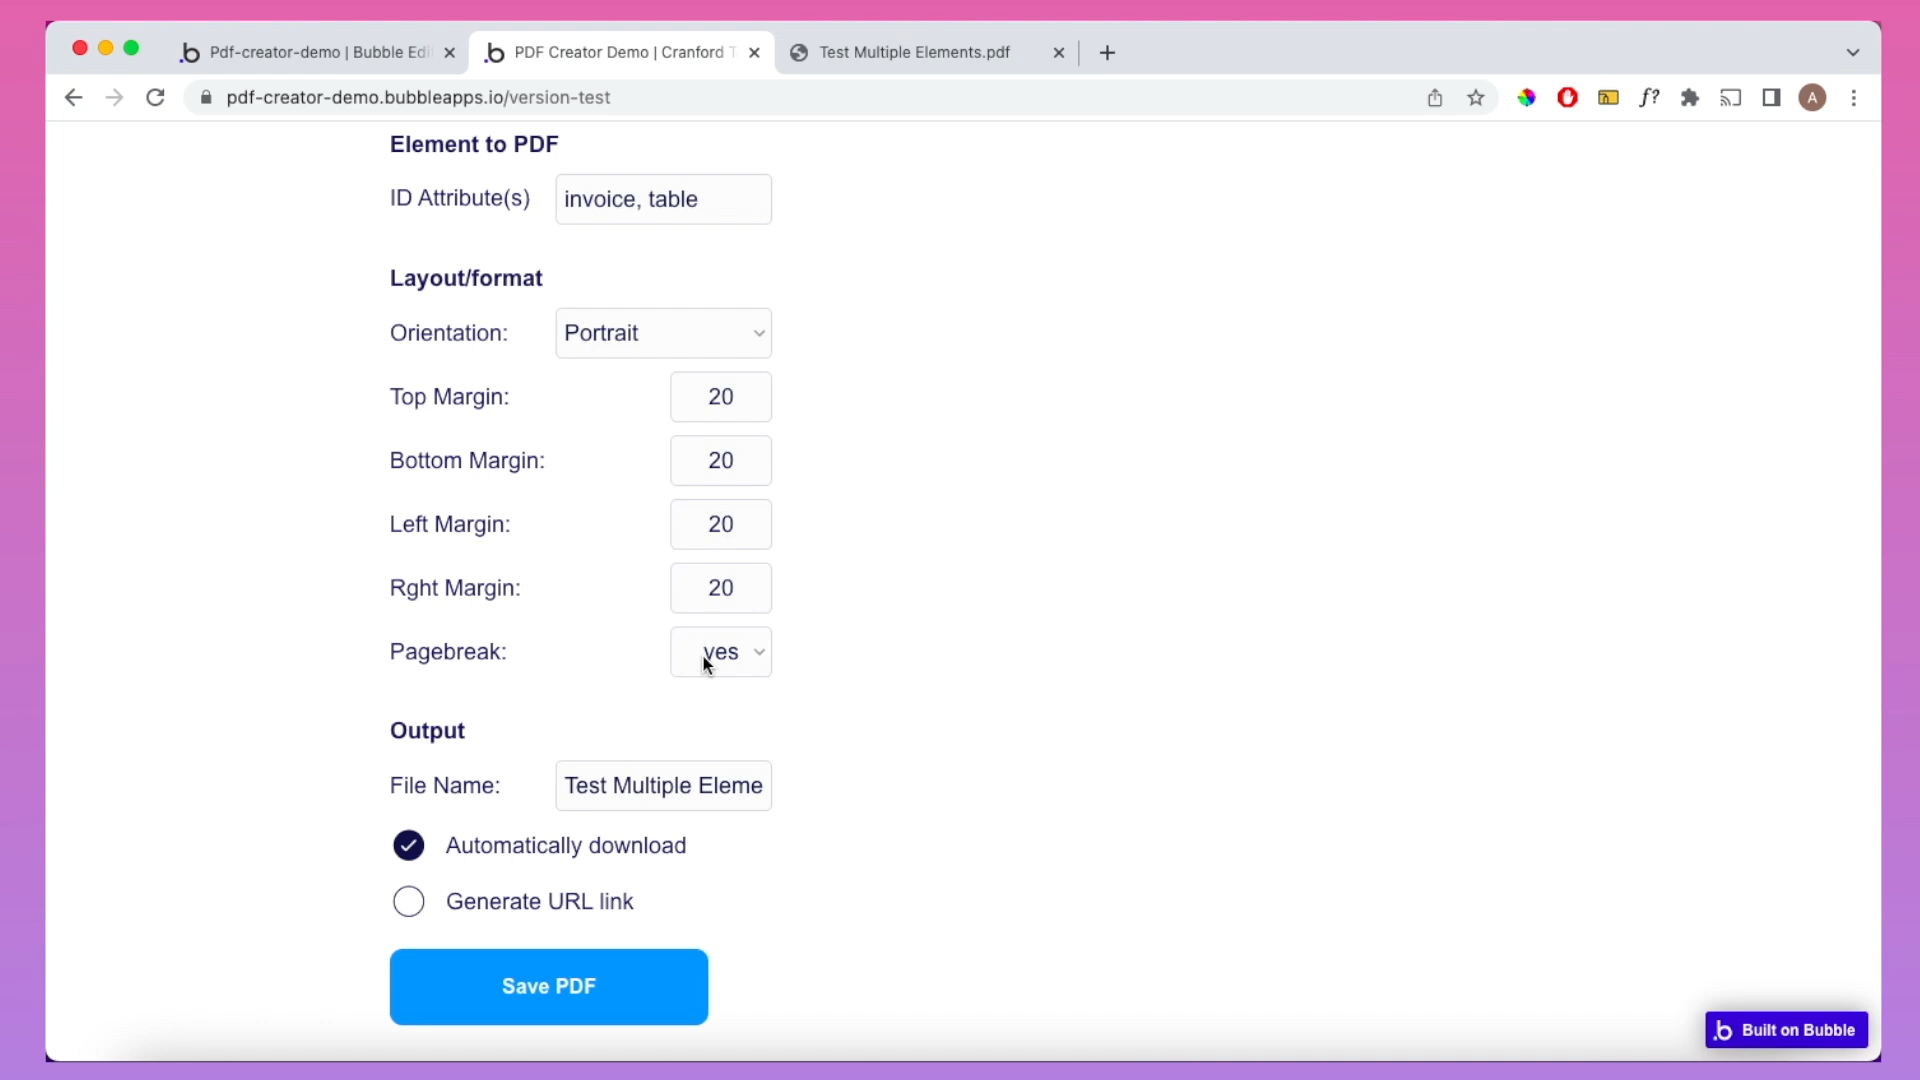 Pdf-creator-demo | Bubble Edi
PDF Creator Demo | Cranford T
Test Multiple Elements.pdf
pdf-creator-demo.bubbleapps.io/version-test
f?
A
Element to PDF
ID Attribute(s) invoice, table
Layout/format
Orientation: Portrait
Top Margin: 20
Bottom Margin: 20
Left Margin: 20
Rght Margin: 20
Pagebreak: yes
Output
File Name: Test Multiple Eleme
Automatically download
Generate URL link
Save PDF
Built on Bubble